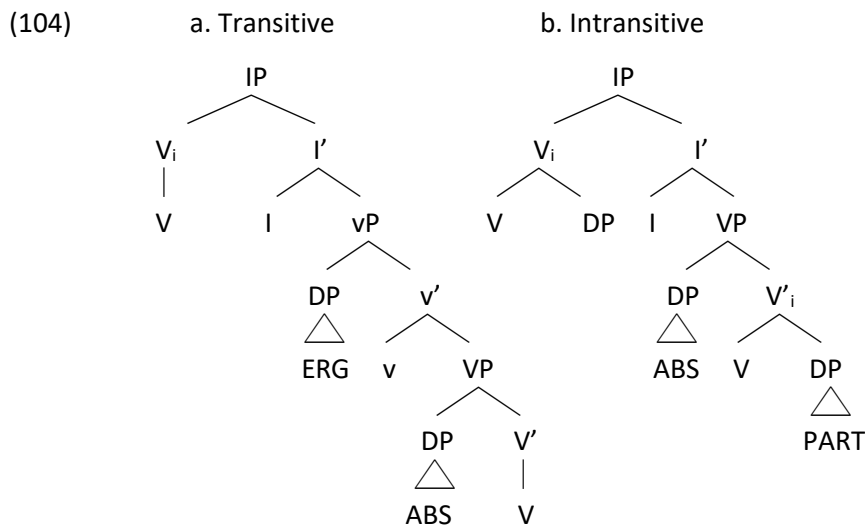 (104) a. Transitive b. Intransitive
IP IP
Vi I’ Vi I’
V I vP V DP I VP
DP v’ DP V’i
ERG v VP ABS V DP
DP V’ PART
ABS V